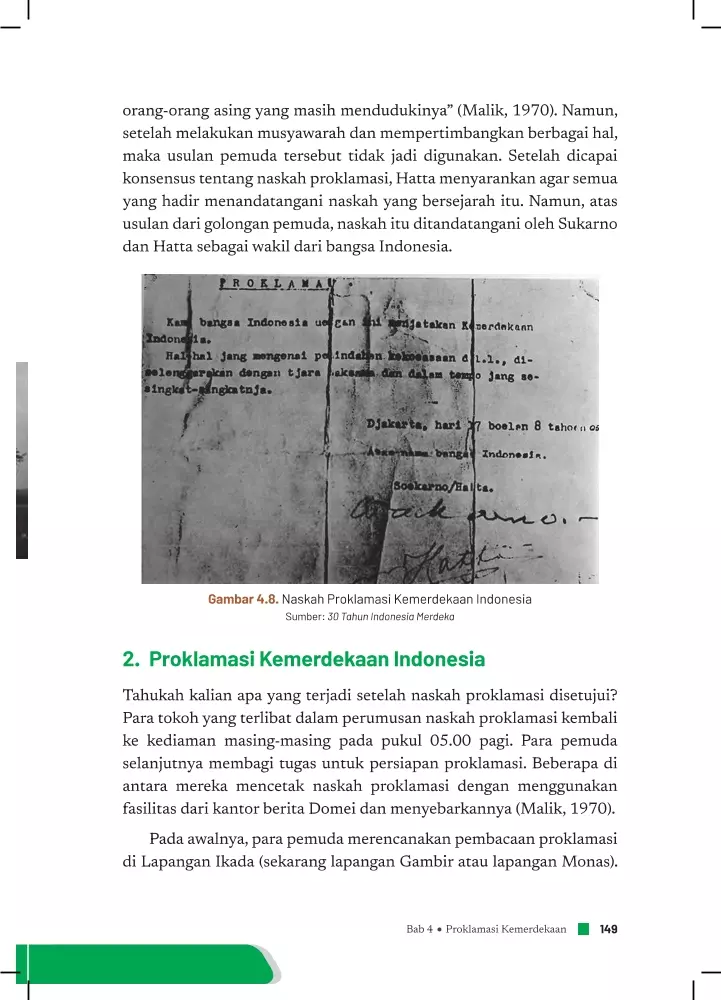 orang-orang asing yang masih mendudukinya” (Malik, 1970). Namun,
setelah melakukan musyawarah dan mempertimbangkan berbagai hal,
maka usulan pemuda tersebut tidak jadi digunakan. Setelah dicapai
konsensus tentang naskah proklamasi, Hatta menyarankan agar semua
yang hadir menandatangani naskah yang bersejarah itu. Namun, atas
usulan dari golongan pemuda, naskah itu ditandatangani oleh Sukarno
dan Hatta sebagai wakil dari bangsa Indonesia.
P R O K L A M A
Kami bangsa Indonesia dengan ini menjatakan Kemerdekaan
Indonesia.
Hal-hal jang mengenai pemindahan kekoeasaan d.l.l., di-
selenggarakan dengan tjara saksama dan dalam tempo jang se-
singkat-singkatnja.
Djakarta, hari 17 boelan 8 tahoen 05
Atas nama bangsa Indonesia.
Soekarno/Hatta.
Soekarno.-
Hatta
Gambar 4.8. Naskah Proklamasi Kemerdekaan Indonesia
Sumber: 30 Tahun Indonesia Merdeka
2. Proklamasi Kemerdekaan Indonesia
Tahukah kalian apa yang terjadi setelah naskah proklamasi disetujui?
Para tokoh yang terlibat dalam perumusan naskah proklamasi kembali
ke kediaman masing-masing pada pukul 05.00 pagi. Para pemuda
selanjutnya membagi tugas untuk persiapan proklamasi. Beberapa di
antara mereka mencetak naskah proklamasi dengan menggunakan
fasilitas dari kantor berita Domei dan menyebarkannya (Malik, 1970).
Pada awalnya, para pemuda merencanakan pembacaan proklamasi
di Lapangan Ikada (sekarang lapangan Gambir atau lapangan Monas).
Bab 4 • Proklamasi Kemerdekaan 149